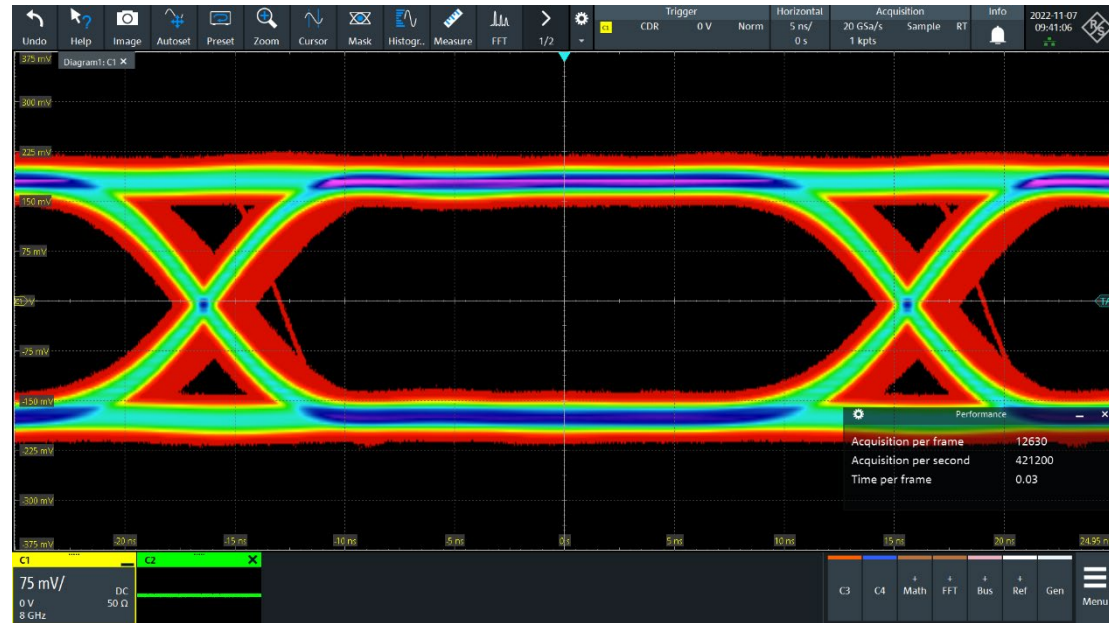 Undo Help Image Autoset Preset Zoom Cursor Mask Histogr.. Measure FFT 1/2
Trigger Horizontal Acquisition Info
C1 CDR 0 V Norm 5 ns/ 20 GSa/s Sample RT
0 s 1 kpts
2022-11-07
09:41:06
R&S
Diagram1: C1 ×
375 mV
300 mV
225 mV
150 mV
75 mV
-75 mV
-150 mV
-225 mV
-300 mV
-375 mV
-20 ns -15 ns -10 ns -5 ns 0 s 5 ns 10 ns 15 ns 20 ns
Performance
Acquisition per frame 12630
Acquisition per second 421200
Time per frame 0.03
C1
75 mV/ DC
0 V 50 Ω
8 GHz
C2
C3 C4 Math FFT Bus Ref Gen
Menu